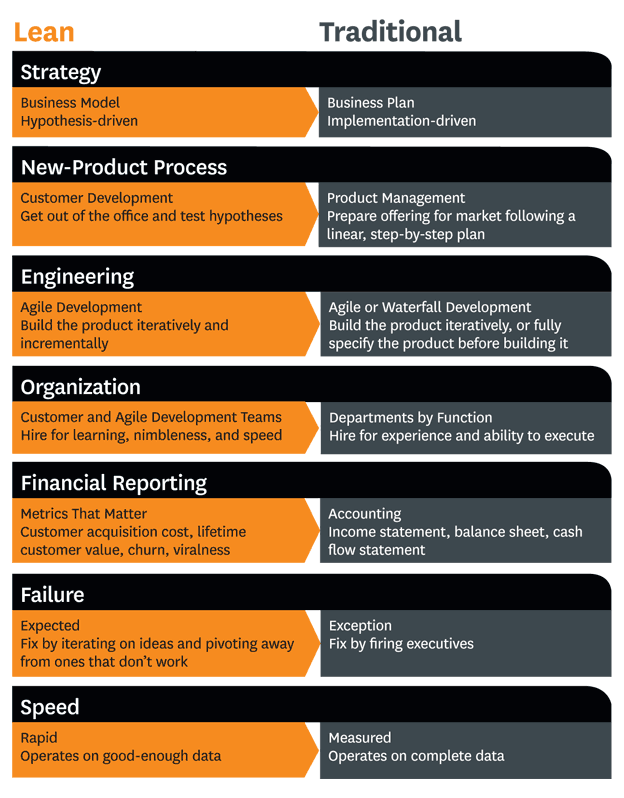 Lean
Traditional
Strategy
Business Model
Hypothesis-driven
Business Plan
Implementation-driven
New-Product Process
Customer Development
Get out of the office and test hypotheses
Product Management
Prepare offering for market following a
linear, step-by-step plan
Engineering
Agile Development
Build the product iteratively and
incrementally
Agile or Waterfall Development
Build the product iteratively, or fully
specify the product before building it
Organization
Customer and Agile Development Teams
Hire for learning, nimbleness, and speed
Departments by Function
Hire for experience and ability to execute
Financial Reporting
Metrics That Matter
Customer acquisition cost, lifetime
customer value, churn, viralness
Accounting
Income statement, balance sheet, cash
flow statement
Failure
Expected
Fix by iterating on ideas and pivoting away
from ones that don’t work
Exception
Fix by firing executives
Speed
Rapid
Operates on good-enough data
Measured
Operates on complete data